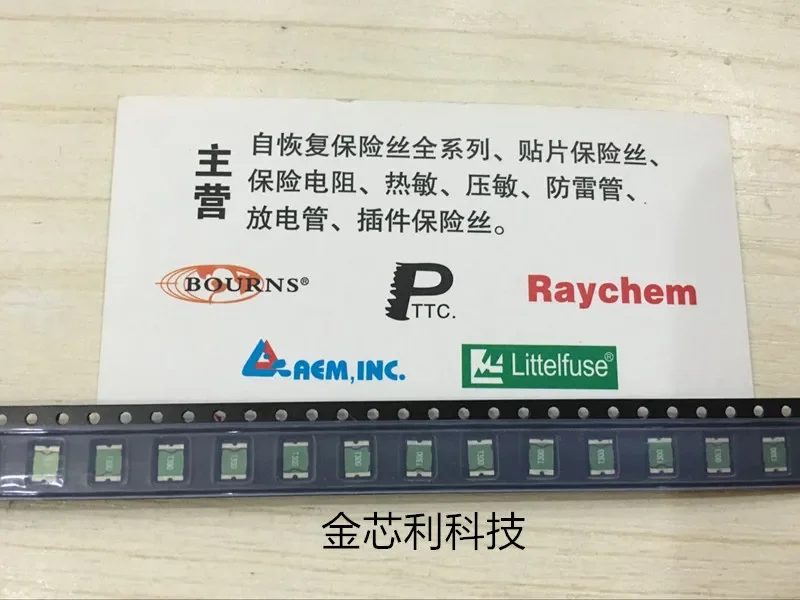 主营
自恢复保险丝全系列、贴片保险丝、
保险电阻、热敏、压敏、防雷管、
放电管、插件保险丝。
BOURNS®
PTTC.
Raychem
AEM,INC.
Littelfuse®
金芯利科技